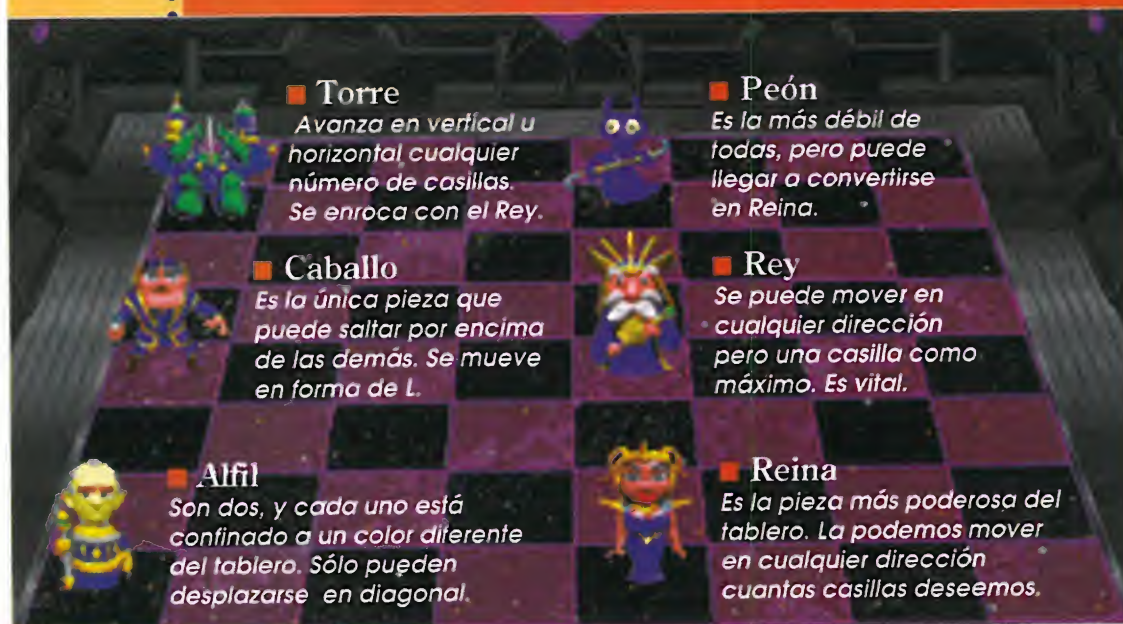 Torre
Avanza en vertical u
horizontal cualquier
número de casillas.
Se enroca con el Rey.
Caballo
Es la única pieza que
puede saltar por encima
de las demás. Se mueve
en forma de L.
Alfil
Son dos, y cada uno está
confinado a un color diferente
del tablero. Sólo pueden
desplazarse en diagonal.
Peón
Es la más débil de
todas, pero puede
llegar a convertirse
en Reina.
Rey
Se puede mover en
cualquier dirección
pero una casilla como
máximo. Es vital.
Reina
Es la pieza más poderosa del
tablero. La podemos mover
en cualquier dirección
cuantas casillas deseemos.